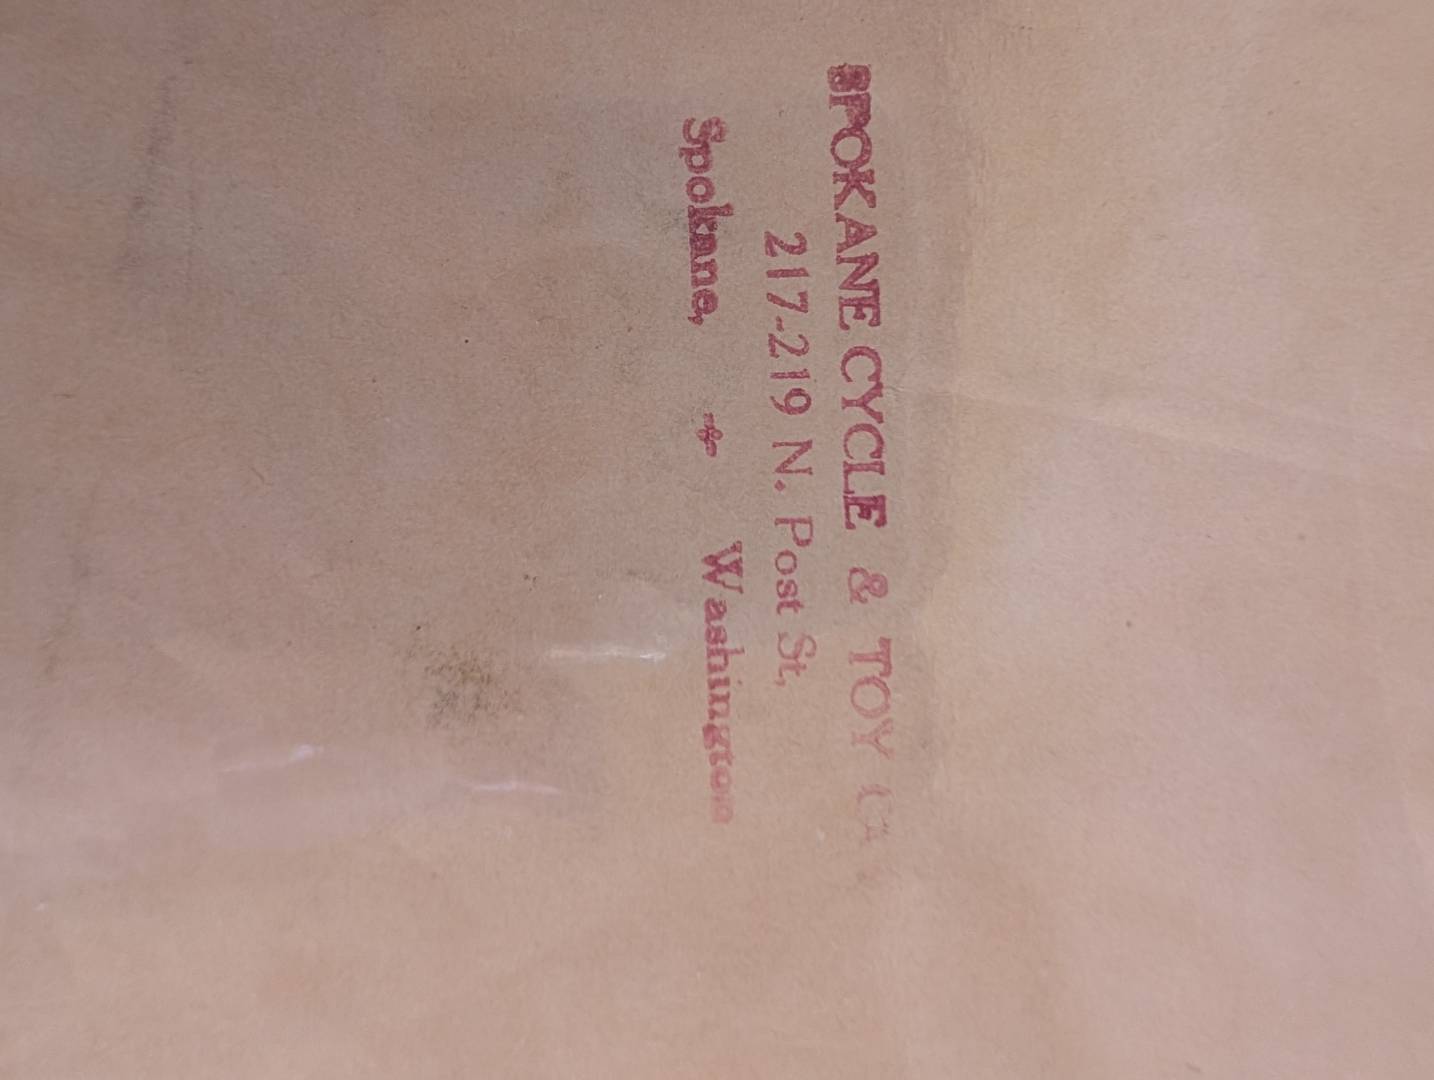 SPOKANE CYCLE & TOY
217-219 N. Post St,
Spokane, Washington